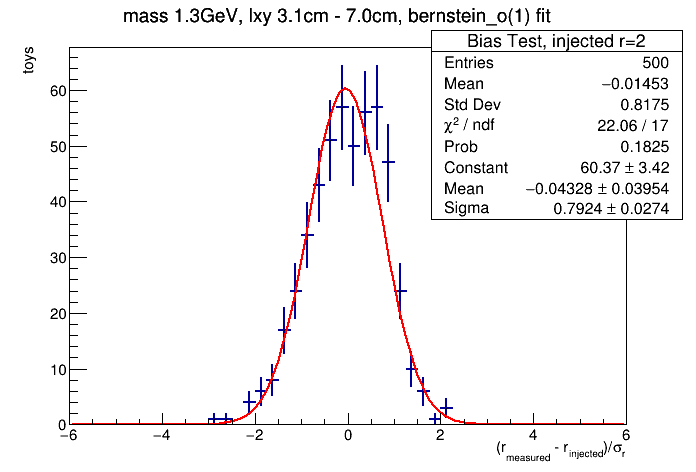 mass 1.3GeV, lxy 3.1cm - 7.0cm, bernstein_o(1) fit
toys
Bias Test, injected r=2
Entries 500
Mean −0.01453
Std Dev 0.8175
χ² / ndf 22.06 / 17
Prob 0.1825
Constant 60.37 ± 3.42
Mean −0.04328 ± 0.03954
Sigma 0.7924 ± 0.0274
60
50
40
30
20
10
0
−6 −4 −2 0 2 4 6
(r_measured - r_injected)/σ_r